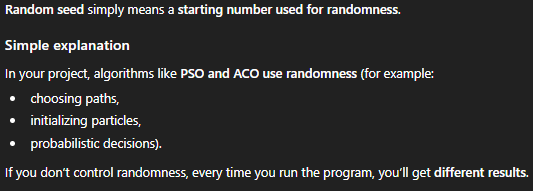 Random seed simply means a starting number used for randomness.
Simple explanation
In your project, algorithms like PSO and ACO use randomness (for example:
• choosing paths,
• initializing particles,
• probabilistic decisions).
If you don’t control randomness, every time you run the program, you’ll get different results.